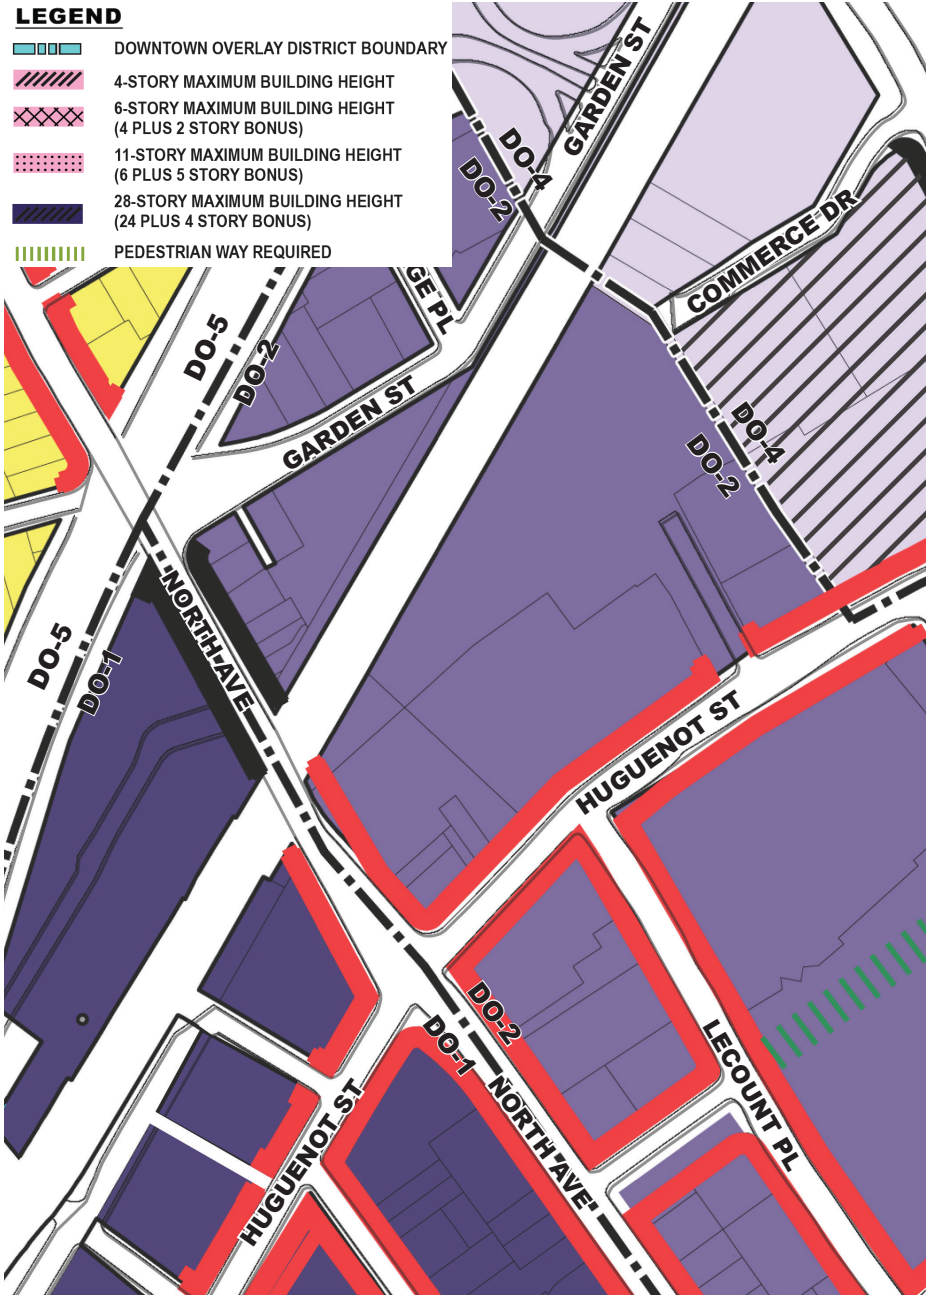 LEGEND
DOWNTOWN OVERLAY DISTRICT BOUNDARY
4-STORY MAXIMUM BUILDING HEIGHT
6-STORY MAXIMUM BUILDING HEIGHT
(4 PLUS 2 STORY BONUS)
11-STORY MAXIMUM BUILDING HEIGHT
(6 PLUS 5 STORY BONUS)
28-STORY MAXIMUM BUILDING HEIGHT
(24 PLUS 4 STORY BONUS)
PEDESTRIAN WAY REQUIRED
GARDEN ST
DO-4
DO-2
COMMERCE DR
GE PL
DO-5
DO-2
GARDEN ST
DO-4
DO-2
NORTH AVE
DO-5
DO-1
HUGUENOT ST
DO-2
DO-1
NORTH AVE
LECOUNT PL
HUGUENOT ST